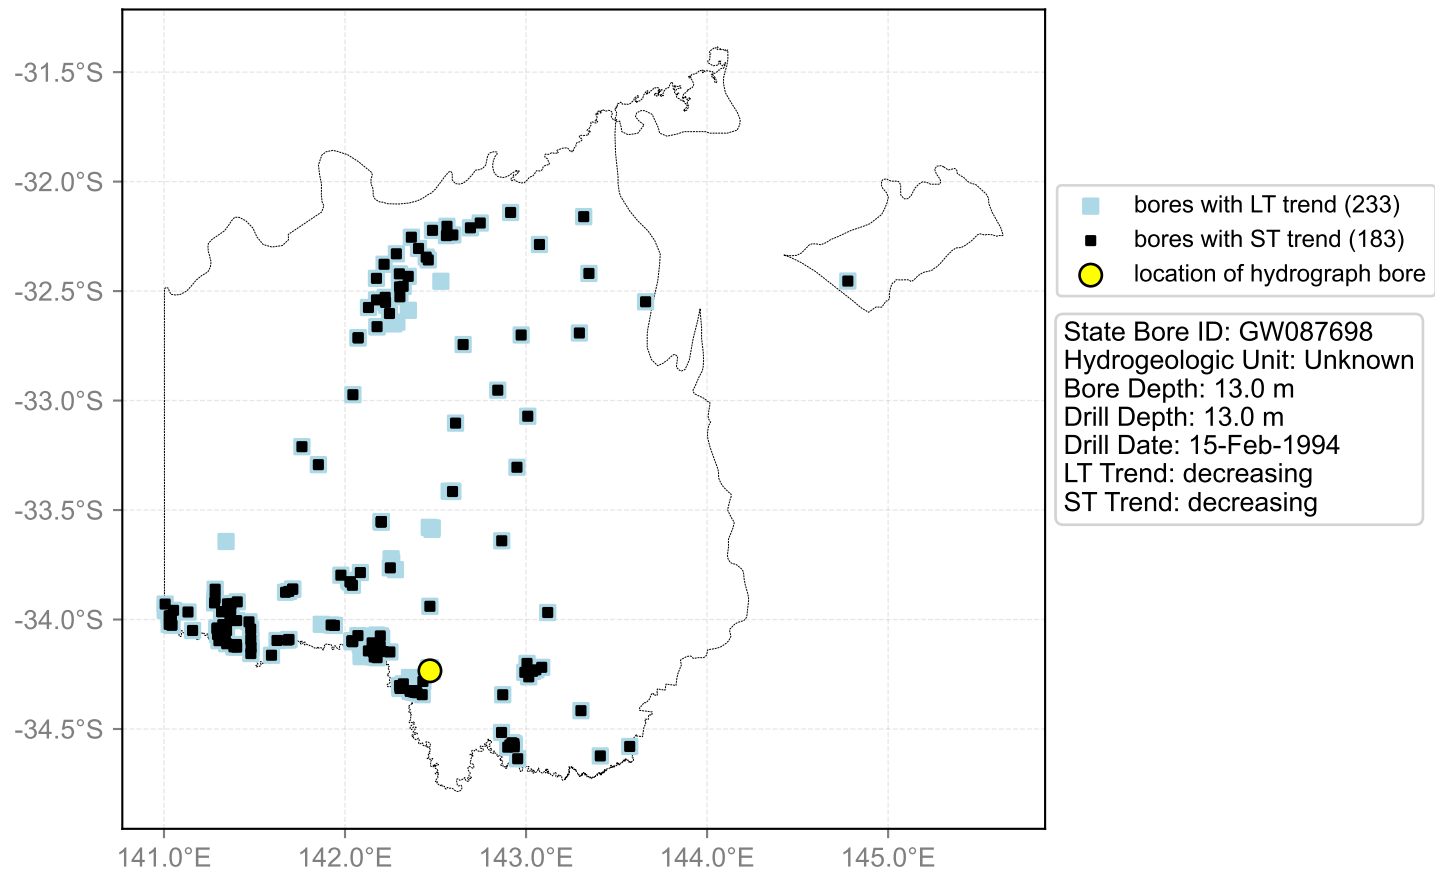 -31.5°S
-32.0°S
-32.5°S
-33.0°S
-33.5°S
-34.0°S
-34.5°S
141.0°E
142.0°E
143.0°E
144.0°E
145.0°E
bores with LT trend (233)
bores with ST trend (183)
location of hydrograph bore
State Bore ID: GW087698
Hydrogeologic Unit: Unknown
Bore Depth: 13.0 m
Drill Depth: 13.0 m
Drill Date: 15-Feb-1994
LT Trend: decreasing
ST Trend: decreasing